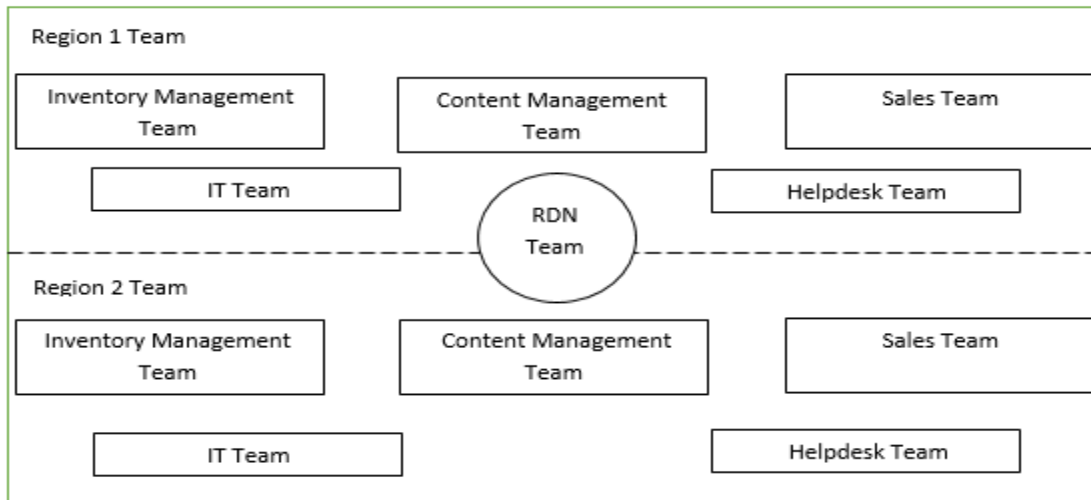 Region 1 Team
Inventory Management
Team
Content Management
Team
Sales Team
IT Team
RDN
Team
Helpdesk Team
Region 2 Team
Inventory Management
Team
Content Management
Team
Sales Team
IT Team
Helpdesk Team